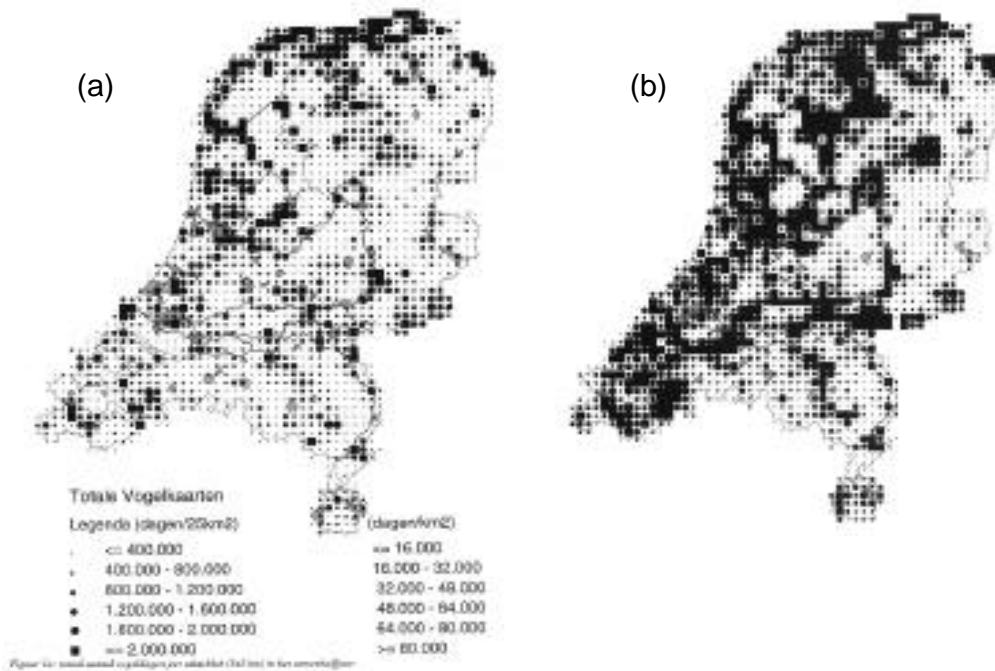 (a)
(b)
Totale Vogelkaarten
Legenda (dagen/25km2) (dagen/km2)
<= 400.000 <= 16.000
400.000 - 800.000 16.000 - 32.000
800.000 - 1.200.000 32.000 - 48.000
1.200.000 - 1.600.000 48.000 - 64.000
1.600.000 - 2.000.000 64.000 - 80.000
>= 2.000.000 >= 80.000